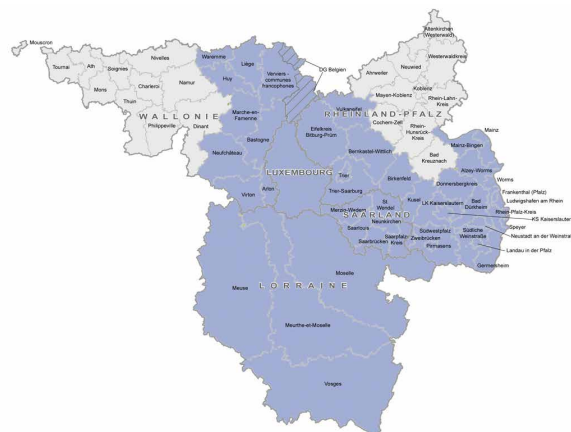 Mouscron
Tournai
Ath
Soignies
Mons
Nivelles
Charleroi
Thuin
Philippeville
Namur
Dinant
WALLONIE
Waremme
Liège
Huy
Verviers -
communes
francophones
DG Belgien
Marche-en-
Famenne
Bastogne
Neufchâteau
Virton
Arlon
LUXEMBOURG
Altenkirchen
(Westerwald)
Westerwaldkreis
Neuwied
Ahrweiler
Koblenz
Mayen-Koblenz
Rhein-Lahn-
Kreis
Vulkaneifel
RHEINLAND-PFALZ
Cochem-Zell
Rhein-
Hunsrück-
Kreis
Eifelkreis
Bitburg-Prüm
Bernkastel-Wittlich
Bad
Kreuznach
Mainz
Mainz-Bingen
Alzey-Worms
Worms
Trier
Trier-Saarburg
Birkenfeld
Donnersbergkreis
Frankenthal (Pfalz)
Ludwigshafen am Rhein
Rhein-Pfalz-Kreis
Bad
Dürkheim
KS Kaiserslauter
Speyer
Neustadt an der Weinstraß
Landau in der Pfalz
Germersheim
Kusel
LK Kaiserslautern
Südliche
Weinstraße
Südwestpfalz
Zweibrücken
Pirmasens
Merzig-Wadern
St
Wendel
Neunkirchen
SAARLAND
Saarlouis
Saarbrücken
Saarpfalz-
Kreis
Moselle
LORRAINE
Meuse
Meurthe-et-Moselle
Vosges